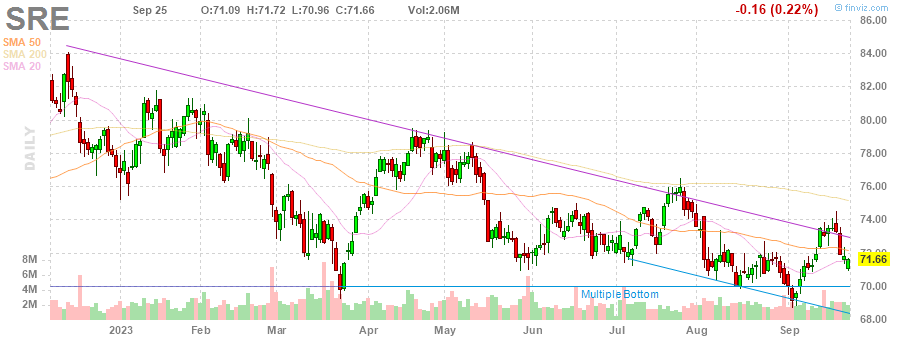 SRE Sep 25 O:71.09 H:71.72 L:70.96 C:71.66 Vol:2.06M -0.16 (0.22%) finviz.com
86.00
SMA 50
SMA 200
SMA 20
84.00
82.00
80.00
DAILY
78.00
76.00
74.00
72.00
8M 71.66
6M
70.00
4M Multiple Bottom
2M
68.00
2023 Feb Mar Apr May Jun Jul Aug Sep